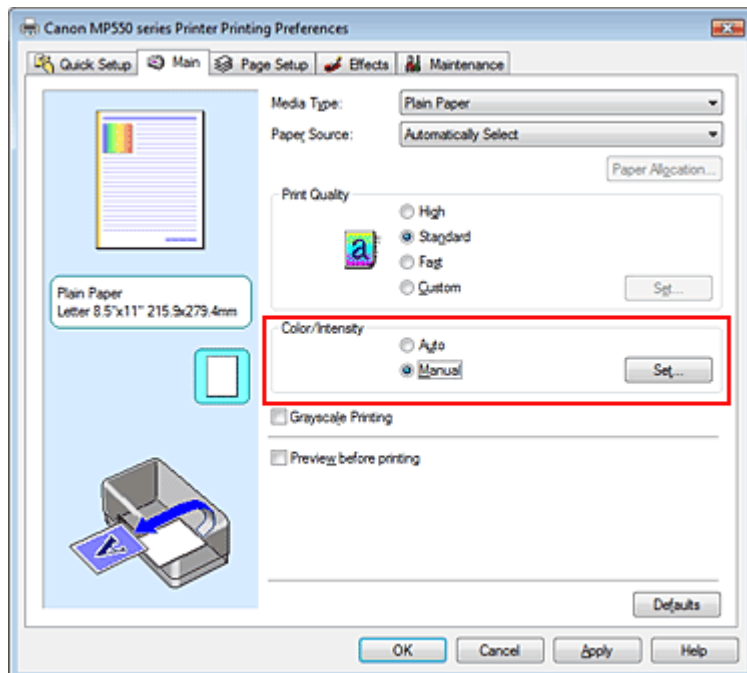 Canon MP550 series Printer Printing Preferences
Quick Setup Main Page Setup Effects Maintenance
Media Type: Plain Paper
Paper Source: Automatically Select
Paper Allocation...
Print Quality
High
a Standard
Fast
Custom Set...
Plain Paper
Letter 8.5"x11" 215.9x279.4mm
Color/Intensity
Auto
Manual Set...
Grayscale Printing
Preview before printing
Defaults
OK Cancel Apply Help